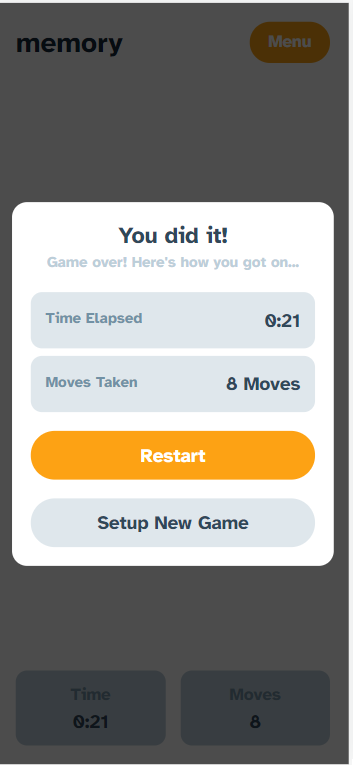 memory
Menu
You did it!
Game over! Here's how you got on...
Time Elapsed
0:21
Moves Taken
8 Moves
Restart
Setup New Game
Time
Moves
0:21
8